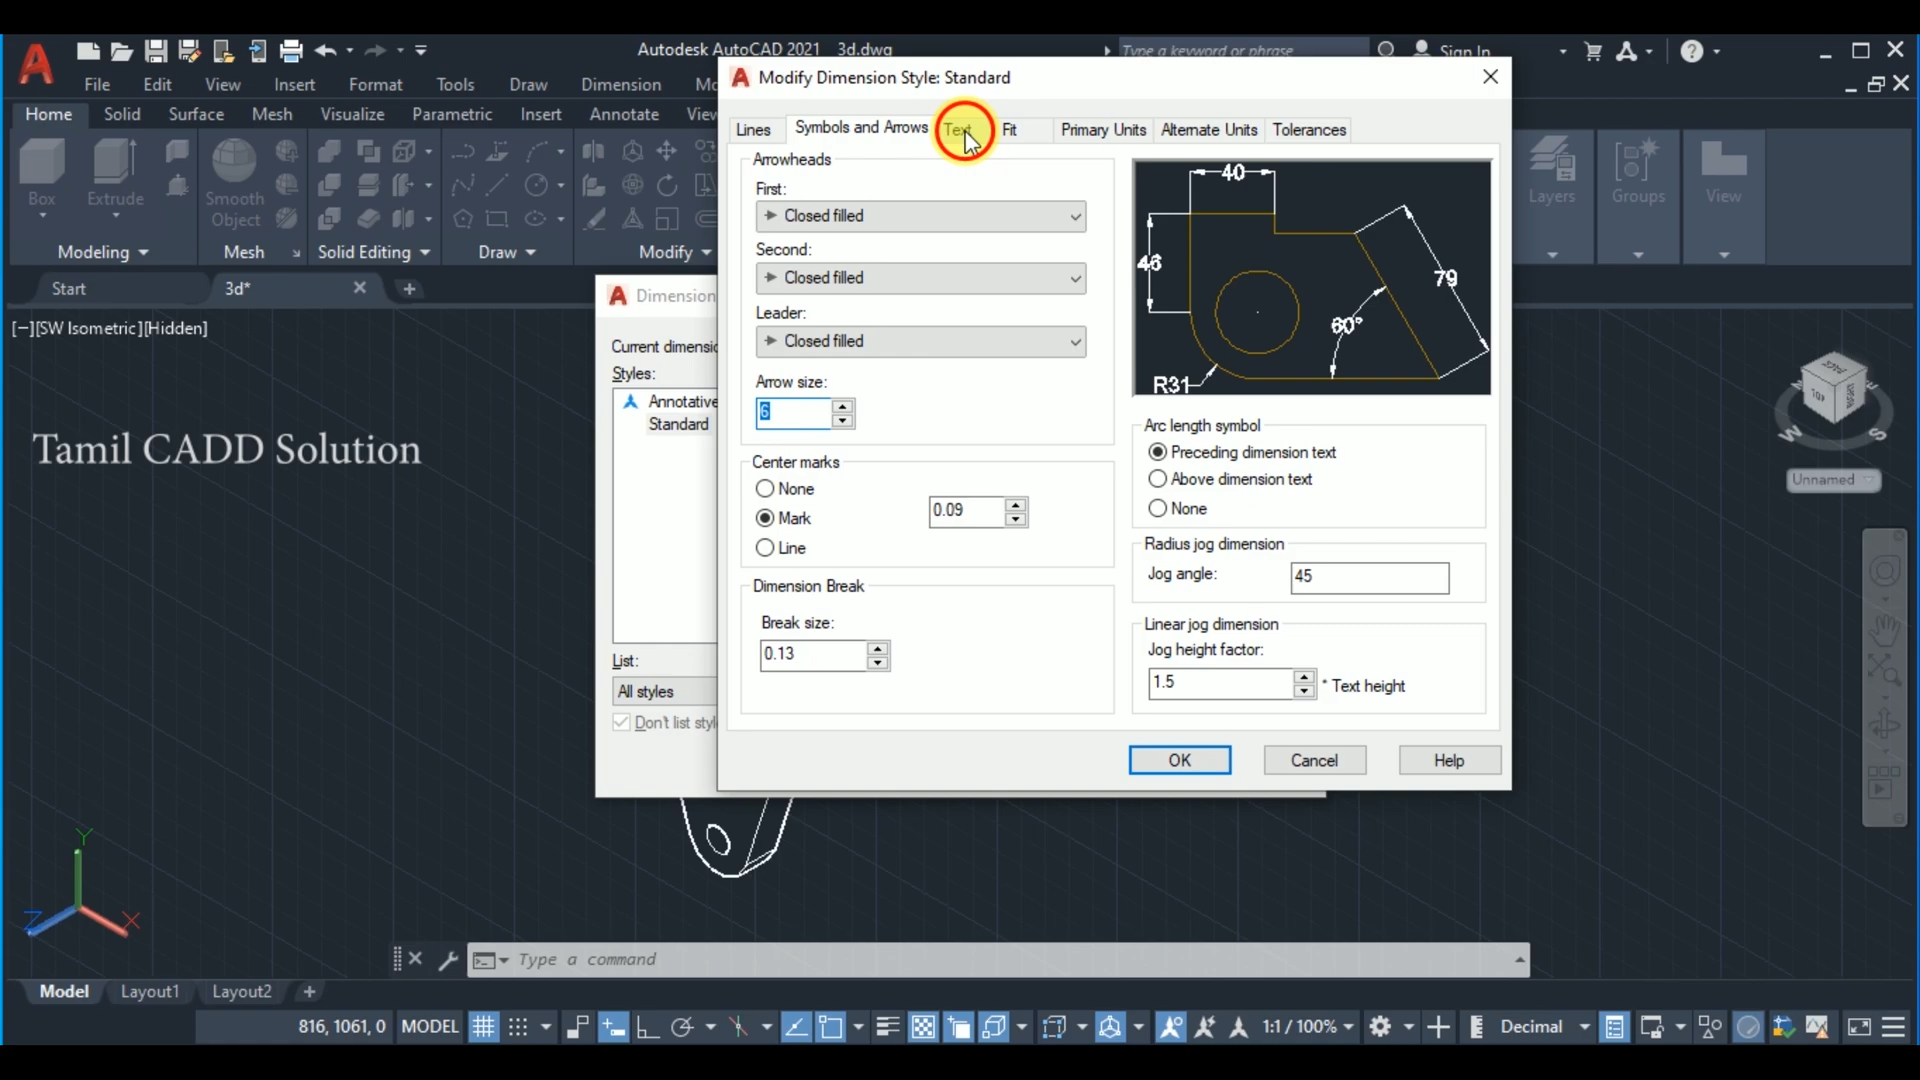 Autodesk AutoCAD 2021 3d.dwg
Type a keyword or phrase
Sign In
File Edit View Insert Format Tools Draw Dimension
Home Solid Surface Mesh Visualize Parametric Insert Annotate
Box
Extrude
Smooth
Object
Modeling
Mesh
Solid Editing
Draw
Modify
Layers
Groups
View
Start
3d*
[−][SW Isometric][Hidden]
Tamil CADD Solution
Dimension
Styles:
Annotative
Standard
List:
All styles
Modify Dimension Style: Standard
Lines
Symbols and Arrows
Text
Fit
Primary Units
Alternate Units
Tolerances
Arrowheads
First:
Closed filled
Second:
Closed filled
Leader:
Closed filled
Arrow size:
6
Center marks
None
Mark
0.09
Line
Dimension Break
Break size:
0.13
40
46
79
60°
R31
Arc length symbol
Preceding dimension text
Above dimension text
None
Radius jog dimension
Jog angle:
45
Linear jog dimension
Jog height factor:
1.5
* Text height
OK
Cancel
Help
TOP
W
S
Unnamed
Y
Z
X
Type a command
Model
Layout1
Layout2
816, 1061, 0
MODEL
1:1 / 100%
Decimal